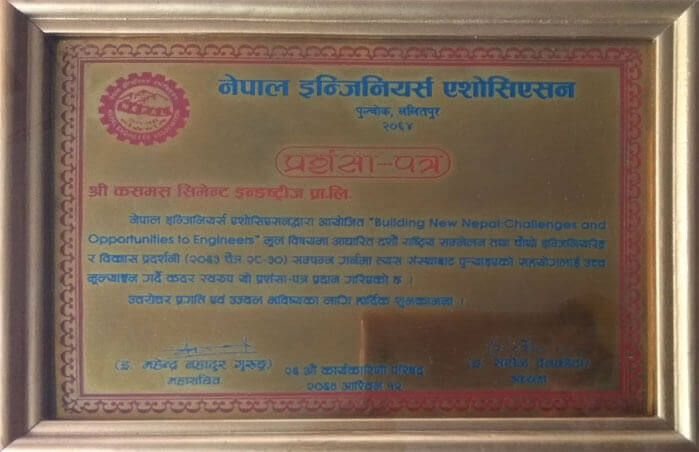 NEPAL
नेपाल इन्जिनियर्स एशोसिएसन
पुल्चोक, ललितपुर
२०६४
प्रशंसा-पत्र
श्री कसमस सिमेन्ट इन्डष्ट्रीज प्रा.लि.
नेपाल इन्जिनियर्स एशोसिएसनद्वारा आयोजित "Building New Nepal:Challenges and
Opportunities to Engineers" मूल विषयमा आधारित दशौं राष्ट्रिय सम्मेलन तथा चौथो इन्जिनियरिङ
र विकास प्रदर्शनी (२०६३ चैत्र २८-३०) सम्पन्न गर्नमा त्यस संस्थाबाट पुऱ्याइएको सहयोगलाई उच्च
मूल्याङ्कन गर्दै कदर स्वरुप यो प्रशंसा-पत्र प्रदान गरिएको छ ।
उत्तरोत्तर प्रगति एवं उज्वल भविष्यका लागि हार्दिक शुभकामना ।
(इ. महेन्द्र बहादुर गुरुङ)
महासचिव
२६ औं कार्यकारिणी परिषद्
२०६४ आश्विन १२
अध्यक्ष